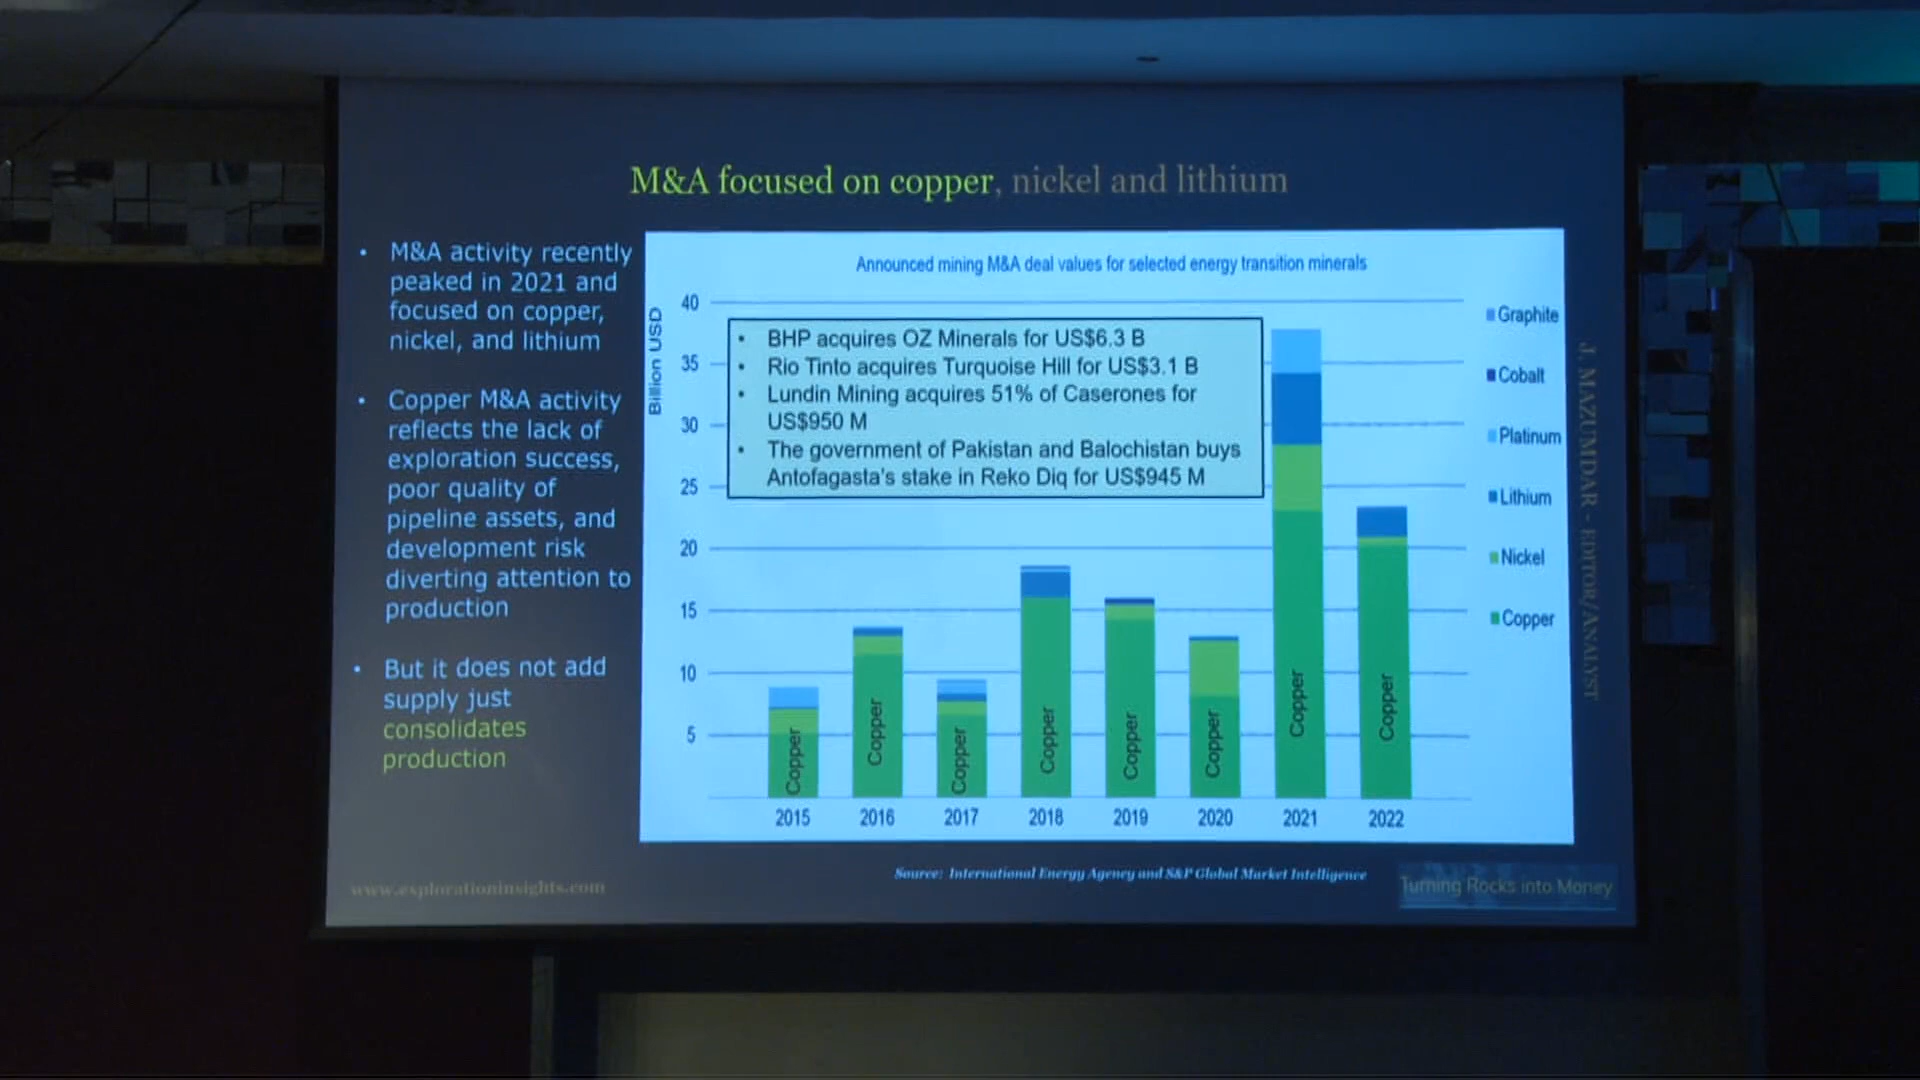 M&A focused on copper, nickel and lithium
• M&A activity recently
peaked in 2021 and
focused on copper,
nickel, and lithium
• Copper M&A activity
reflects the lack of
exploration success,
poor quality of
pipeline assets, and
development risk
diverting attention to
production
• But it does not add
supply just
consolidates
production
Announced mining M&A deal values for selected energy transition minerals
Billion USD
40
35
30
25
20
15
10
5
• BHP acquires OZ Minerals for US$6.3 B
• Rio Tinto acquires Turquoise Hill for US$3.1 B
• Lundin Mining acquires 51% of Caserones for
US$950 M
• The government of Pakistan and Balochistan buys
Antofagasta's stake in Reko Diq for US$945 M
Copper
Copper
Copper
Copper
Copper
Copper
Copper
Copper
2015 2016 2017 2018 2019 2020 2021 2022
Graphite
Cobalt
Platinum
Lithium
Nickel
Copper
J. MAZUMDAR - EDITOR/ANALYST
www.explorationinsights.com
Source: International Energy Agency and S&P Global Market Intelligence
Turning Rocks into Money